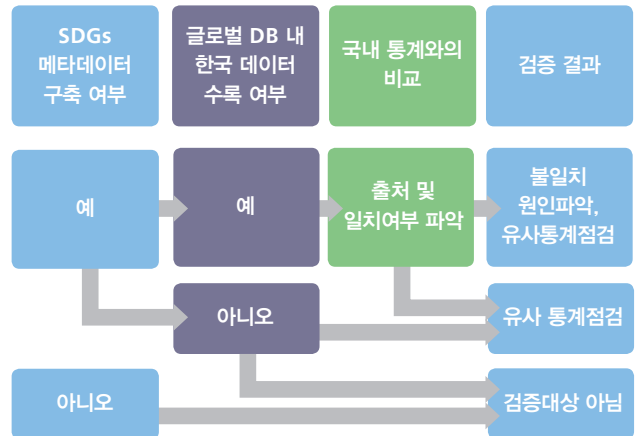 SDGs
메타데이터
구축 여부
글로벌 DB 내
한국 데이터
수록 여부
국내 통계와의
비교
검증 결과
예
예
출처 및
일치여부 파악
불일치
원인파악,
유사통계점검
아니오
유사 통계점검
아니오
검증대상 아님